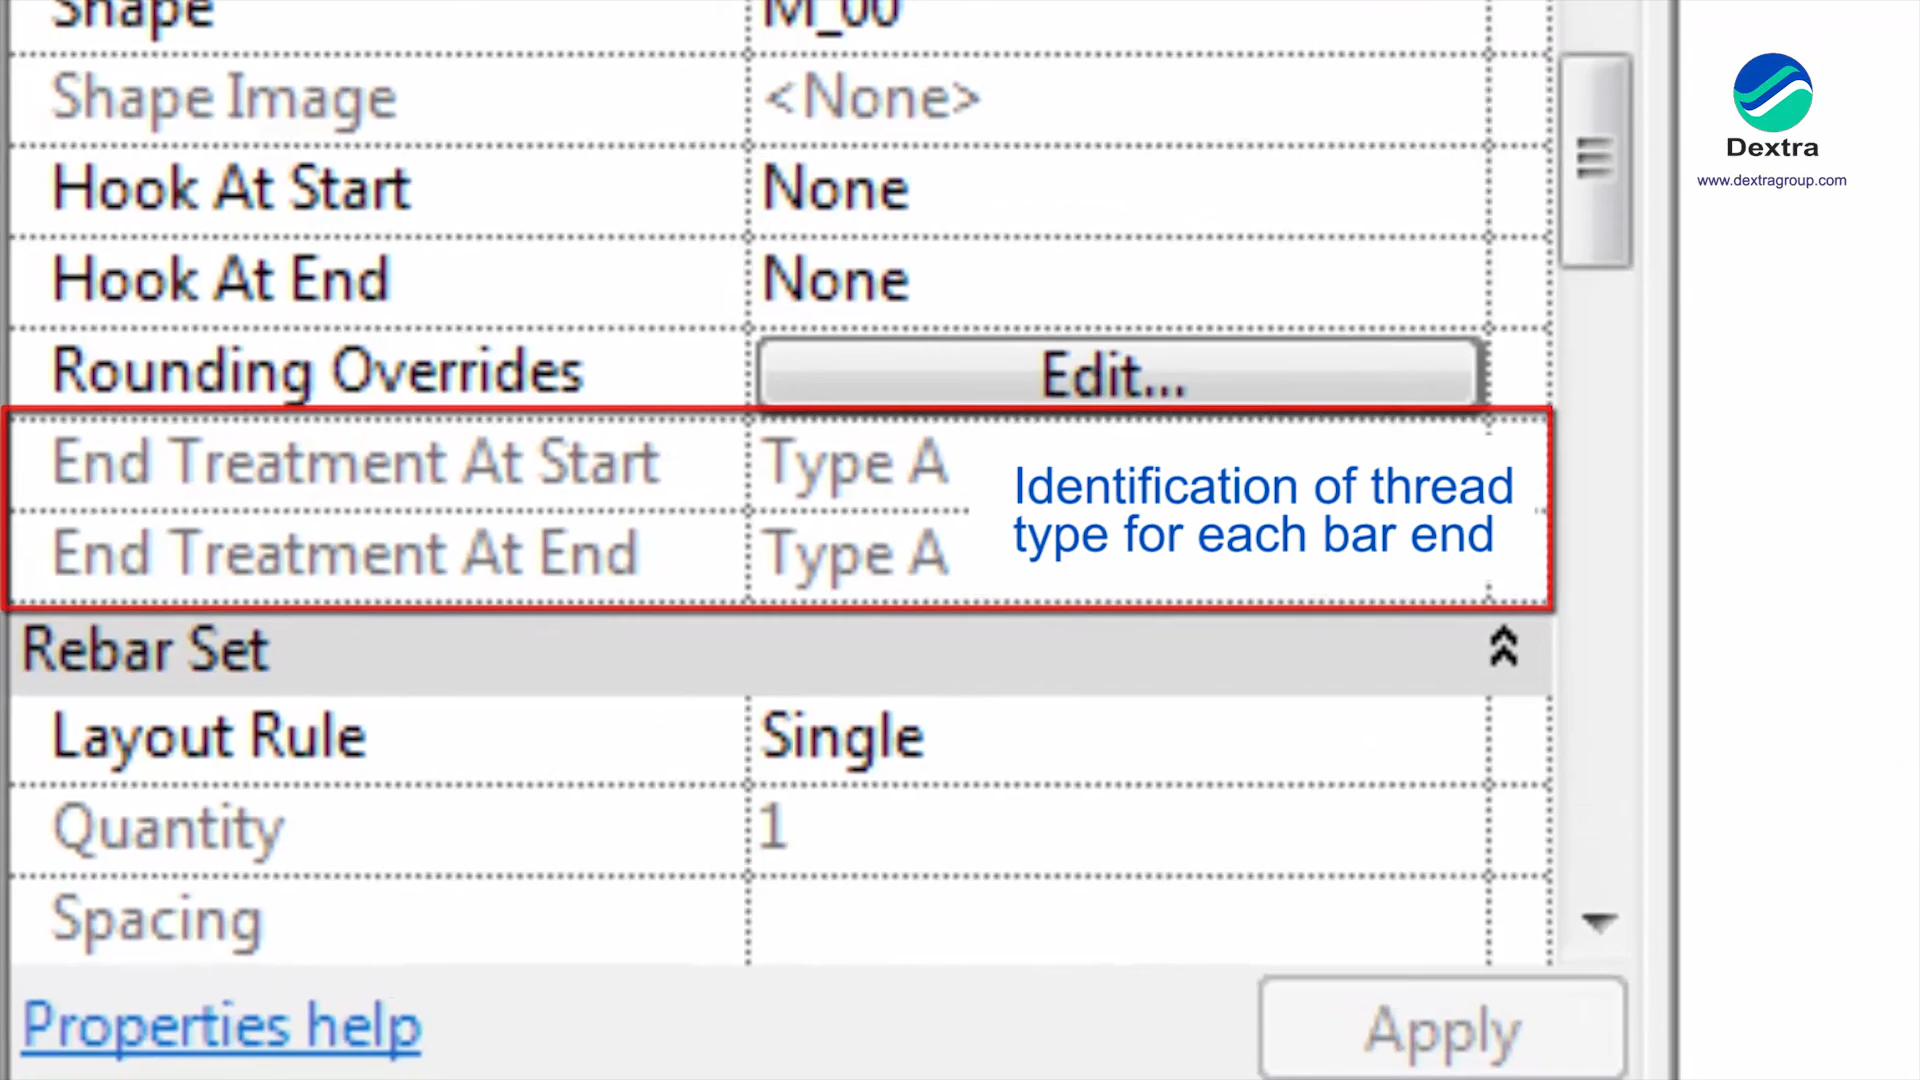 Shape M_00
Shape Image <None>
Hook At Start None
Hook At End None
Rounding Overrides Edit...
End Treatment At Start Type A
End Treatment At End Type A
Identification of thread
type for each bar end
Rebar Set
Layout Rule Single
Quantity 1
Spacing
Properties help Apply
Dextra
www.dextragroup.com